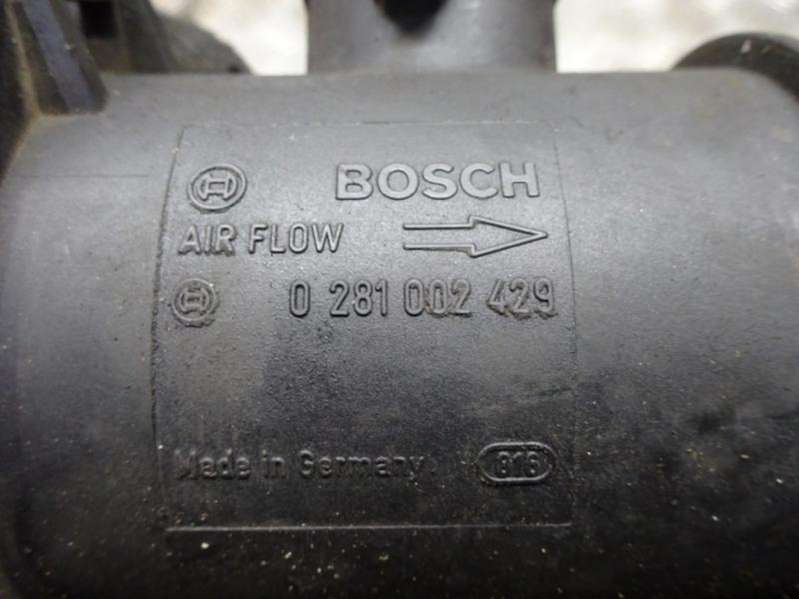 BOSCH
AIR FLOW
0 281 002 429
Made in Germany.
816